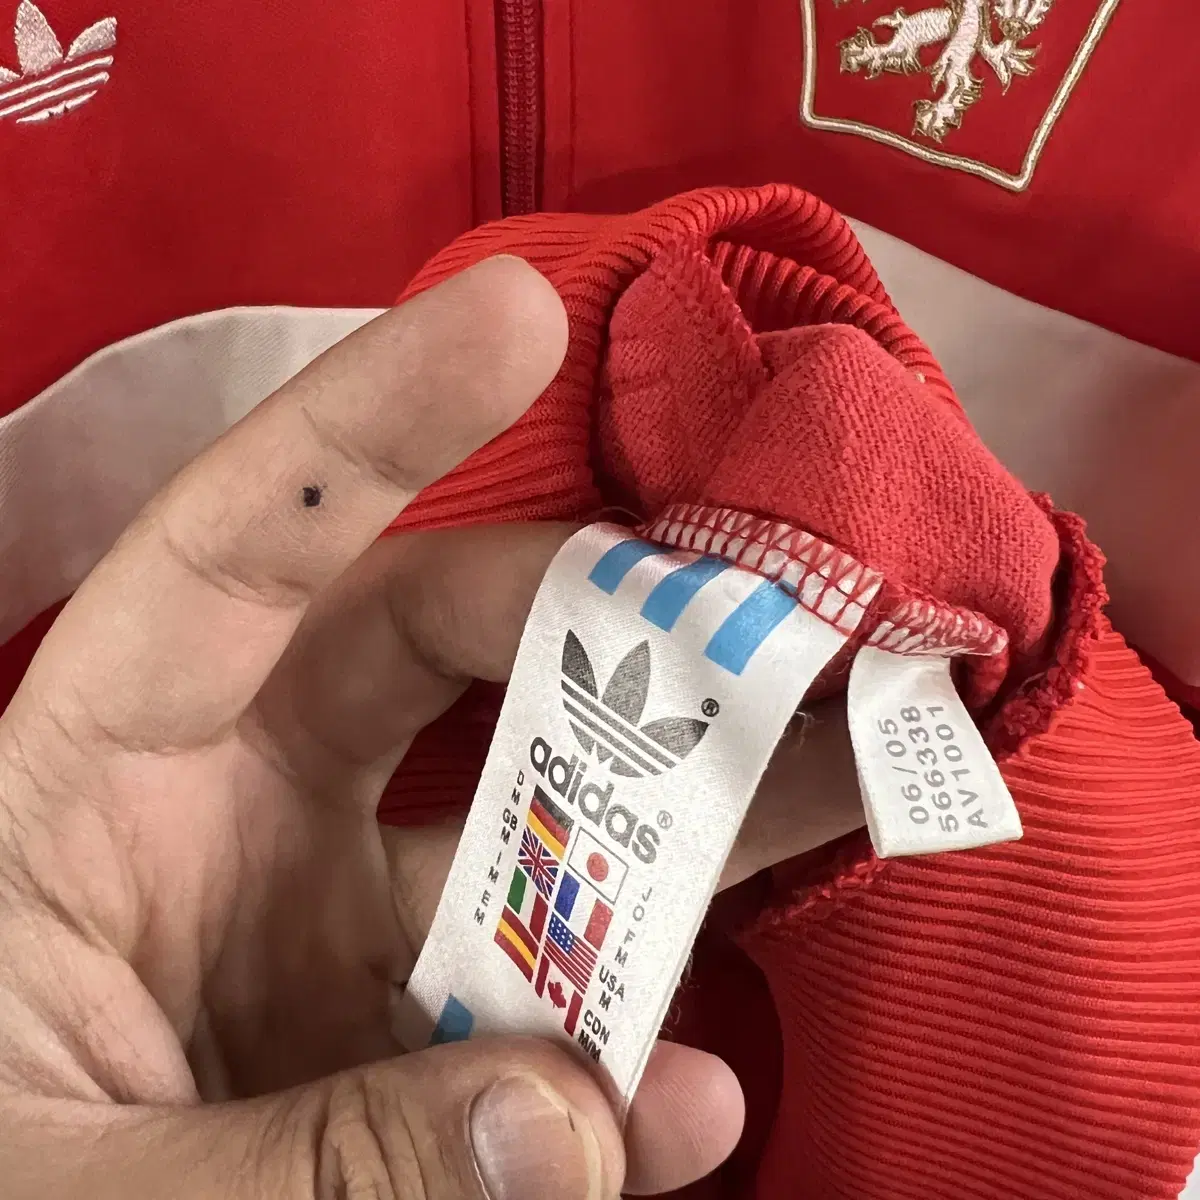 ®
adidas®
D M
GB M
I M
E M
J O
F M
USA M
CDN M/M
06/05
566338
AV1001